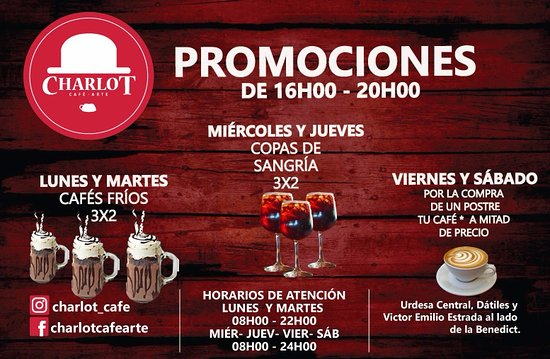 CHARLOT
CAFÉ · ARTE
PROMOCIONES
DE 16H00 - 20H00
LUNES Y MARTES
CAFÉS FRÍOS
3X2
MIÉRCOLES Y JUEVES
COPAS DE
SANGRÍA
3X2
VIERNES Y SÁBADO
POR LA COMPRA
DE UN POSTRE
TU CAFÉ * A MITAD
DE PRECIO
charlot_cafe
charlotcafearte
HORARIOS DE ATENCIÓN
LUNES Y MARTES
08H00 - 22H00
MIÉR- JUEV- VIER- SÁB
08H00 - 24H00
Urdesa Central, Dátiles y
Victor Emilio Estrada al lado
de la Benedict.